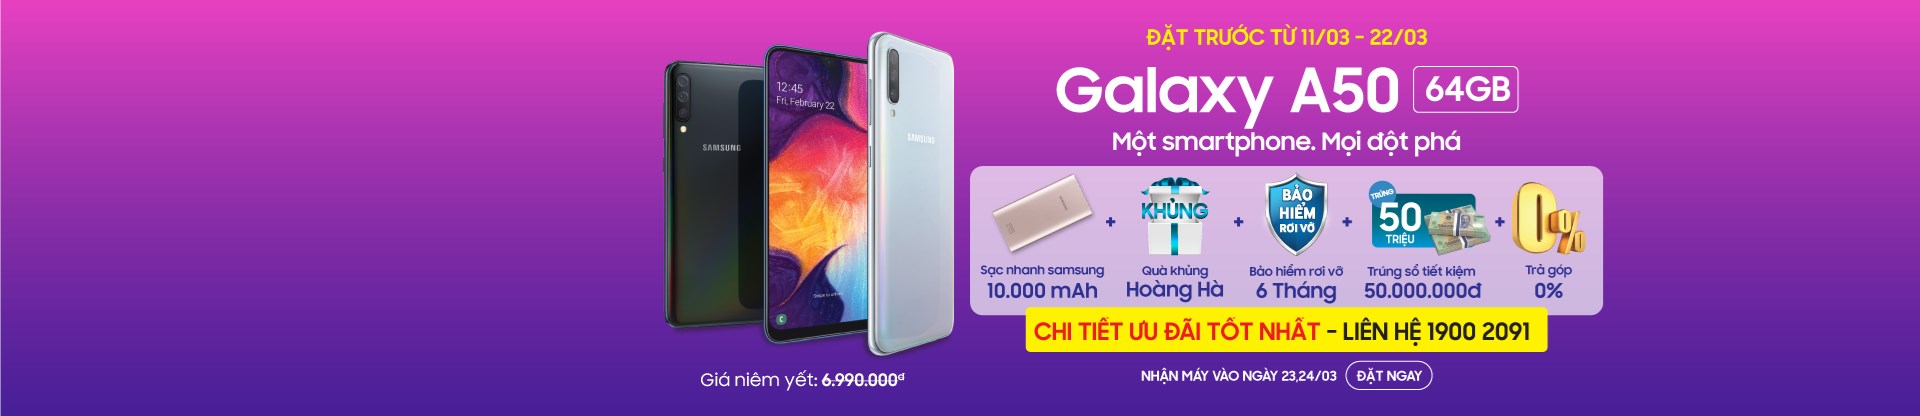 ĐẶT TRƯỚC TỪ 11/03 - 22/03
Galaxy A50 64GB
Một smartphone. Mọi đột phá
12:45
Fri, February 22
SAMSUNG
SAMSUNG
KHỦNG
BẢO
HIỂM
RƠI VỠ
TRÚNG
50
TRIỆU
0%
+ + + +
Sạc nhanh samsung
10.000 mAh
Quà khủng
Hoàng Hà
Bảo hiểm rơi vỡ
6 Tháng
Trúng sổ tiết kiệm
50.000.000đ
Trả góp
0%
CHI TIẾT ƯU ĐÃI TỐT NHẤT - LIÊN HỆ 1900 2091
Giá niêm yết: 6.990.000đ
NHẬN MÁY VÀO NGÀY 23,24/03 ĐẶT NGAY